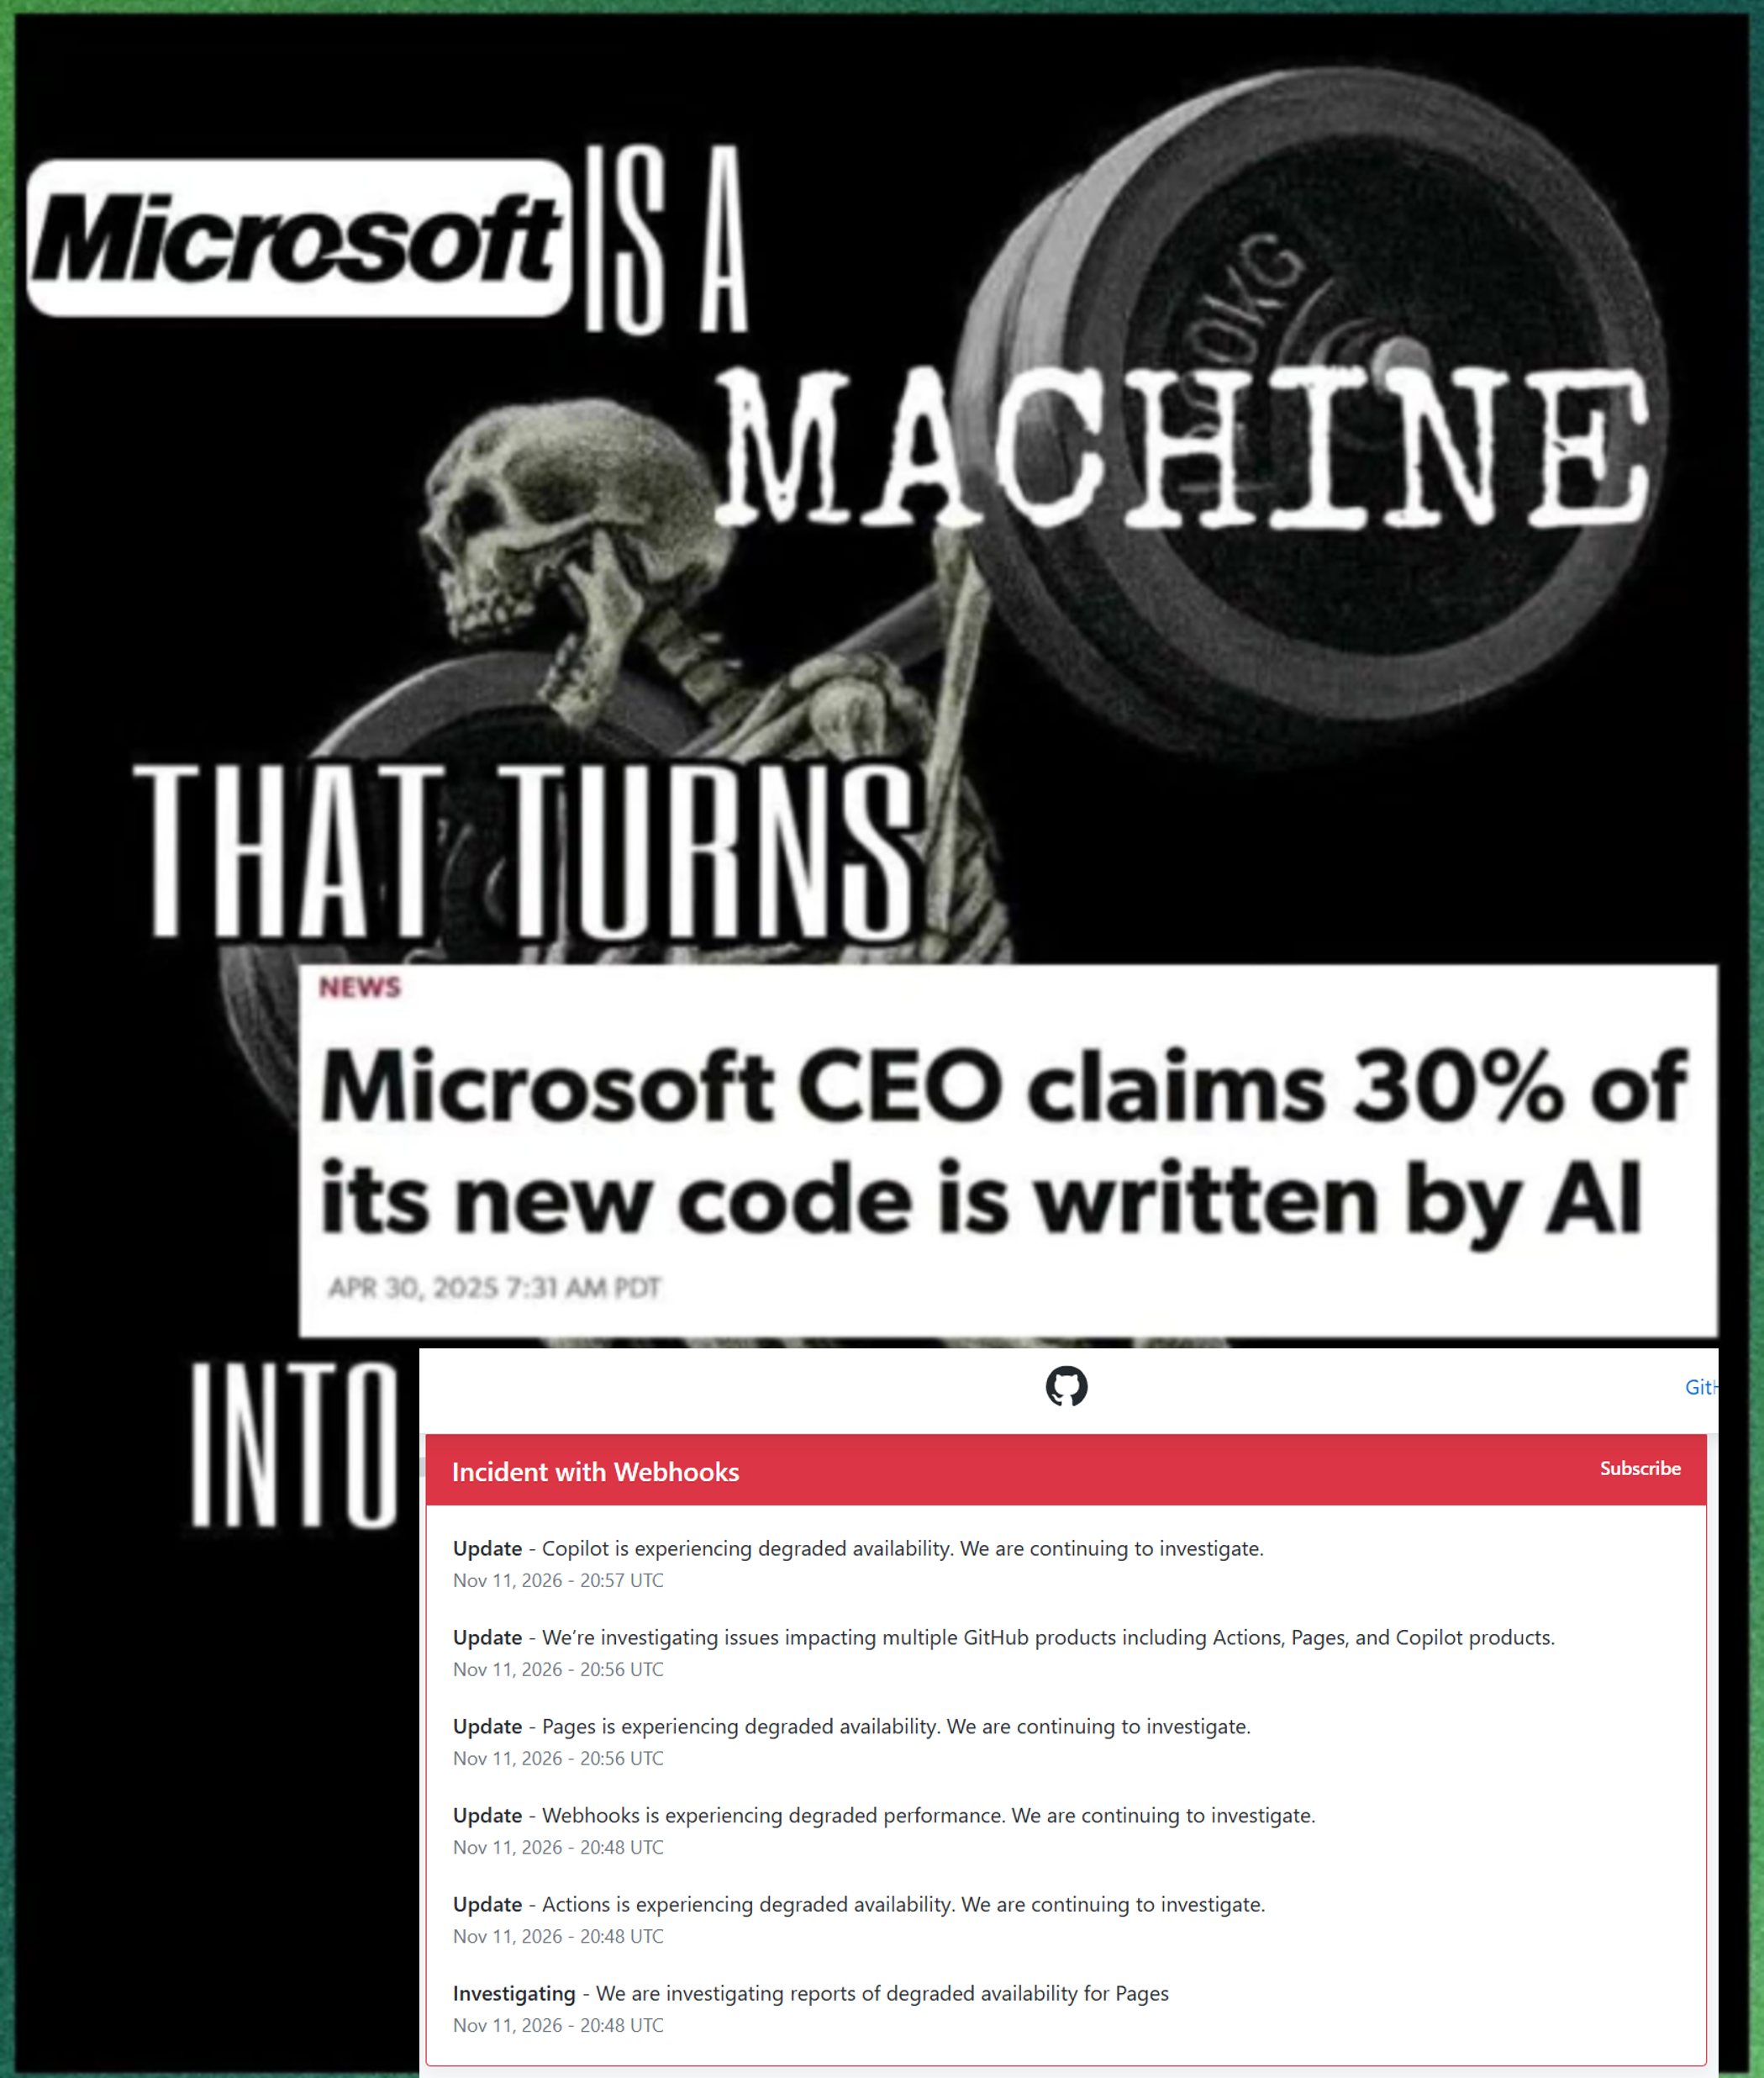 Microsoft IS A
MACHINE
THAT TURNS
NEWS
Microsoft CEO claims 30% of
its new code is written by AI
APR 30, 2025 7:31 AM PDT
INTO
Incident with Webhooks
Subscribe
Update - Copilot is experiencing degraded availability. We are continuing to investigate.
Nov 11, 2026 - 20:57 UTC
Update - We’re investigating issues impacting multiple GitHub products including Actions, Pages, and Copilot products.
Nov 11, 2026 - 20:56 UTC
Update - Pages is experiencing degraded availability. We are continuing to investigate.
Nov 11, 2026 - 20:56 UTC
Update - Webhooks is experiencing degraded performance. We are continuing to investigate.
Nov 11, 2026 - 20:48 UTC
Update - Actions is experiencing degraded availability. We are continuing to investigate.
Nov 11, 2026 - 20:48 UTC
Investigating - We are investigating reports of degraded availability for Pages
Nov 11, 2026 - 20:48 UTC